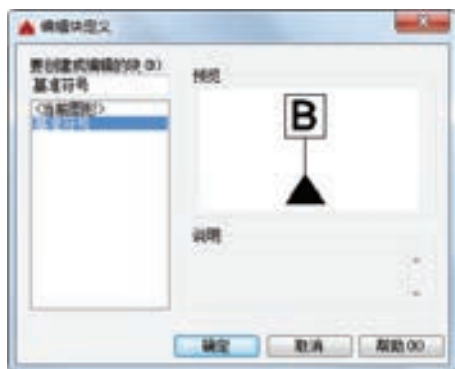 编辑块定义
要创建或编辑的块(B)
基准符号
<当前图形>
基准符号
预览
B
说明
确定
取消
帮助(H)